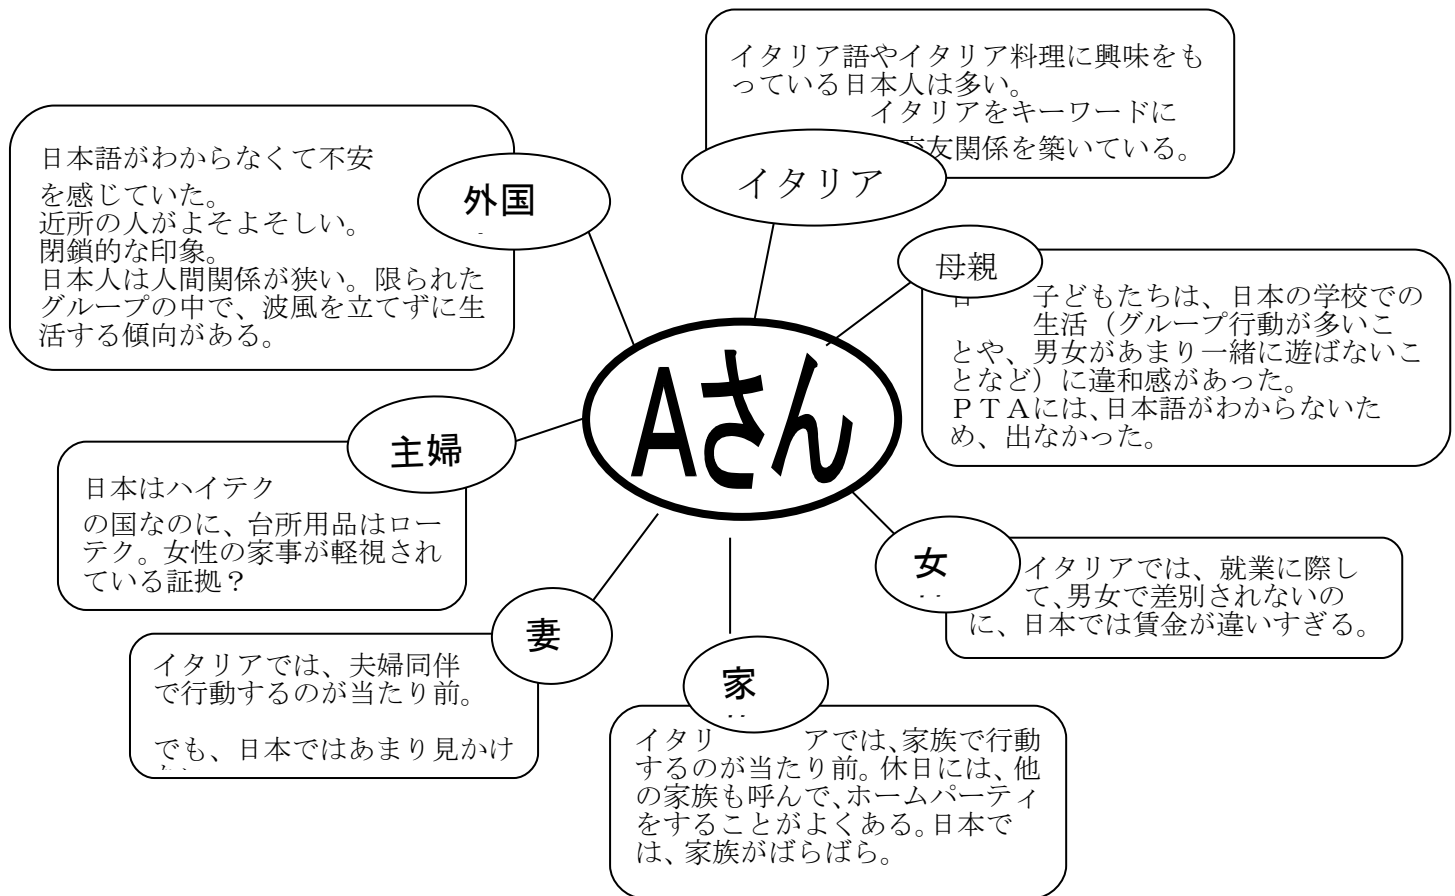 イタリア語やイタリア料理に興味をも
っている日本人は多い。
イタリアをキーワードに
友関係を築いている。
イタリア
日本語がわからなくて不安
を感じていた。
近所の人がよそよそしい。
閉鎖的な印象。
日本人は人間関係が狭い。限られた
グループの中で、波風を立てずに生
活する傾向がある。
外国
母親
子どもたちは、日本の学校での
生活（グループ行動が多いこ
とや、男女があまり一緒に遊ばないこ
となど）に違和感があった。
ＰＴＡには、日本語がわからないた
め、出なかった。
Aさん
主婦
日本はハイテク
の国なのに、台所用品はロー
テク。女性の家事が軽視され
ている証拠？
女
イタリアでは、就業に際し
て、男女で差別されないの
に、日本では賃金が違いすぎる。
妻
イタリアでは、夫婦同伴
で行動するのが当たり前。
でも、日本ではあまり見かけ
家
イタリ アでは、家族で行動
するのが当たり前。休日には、他
の家族も呼んで、ホームパーティ
をすることがよくある。日本で
は、家族がばらばら。